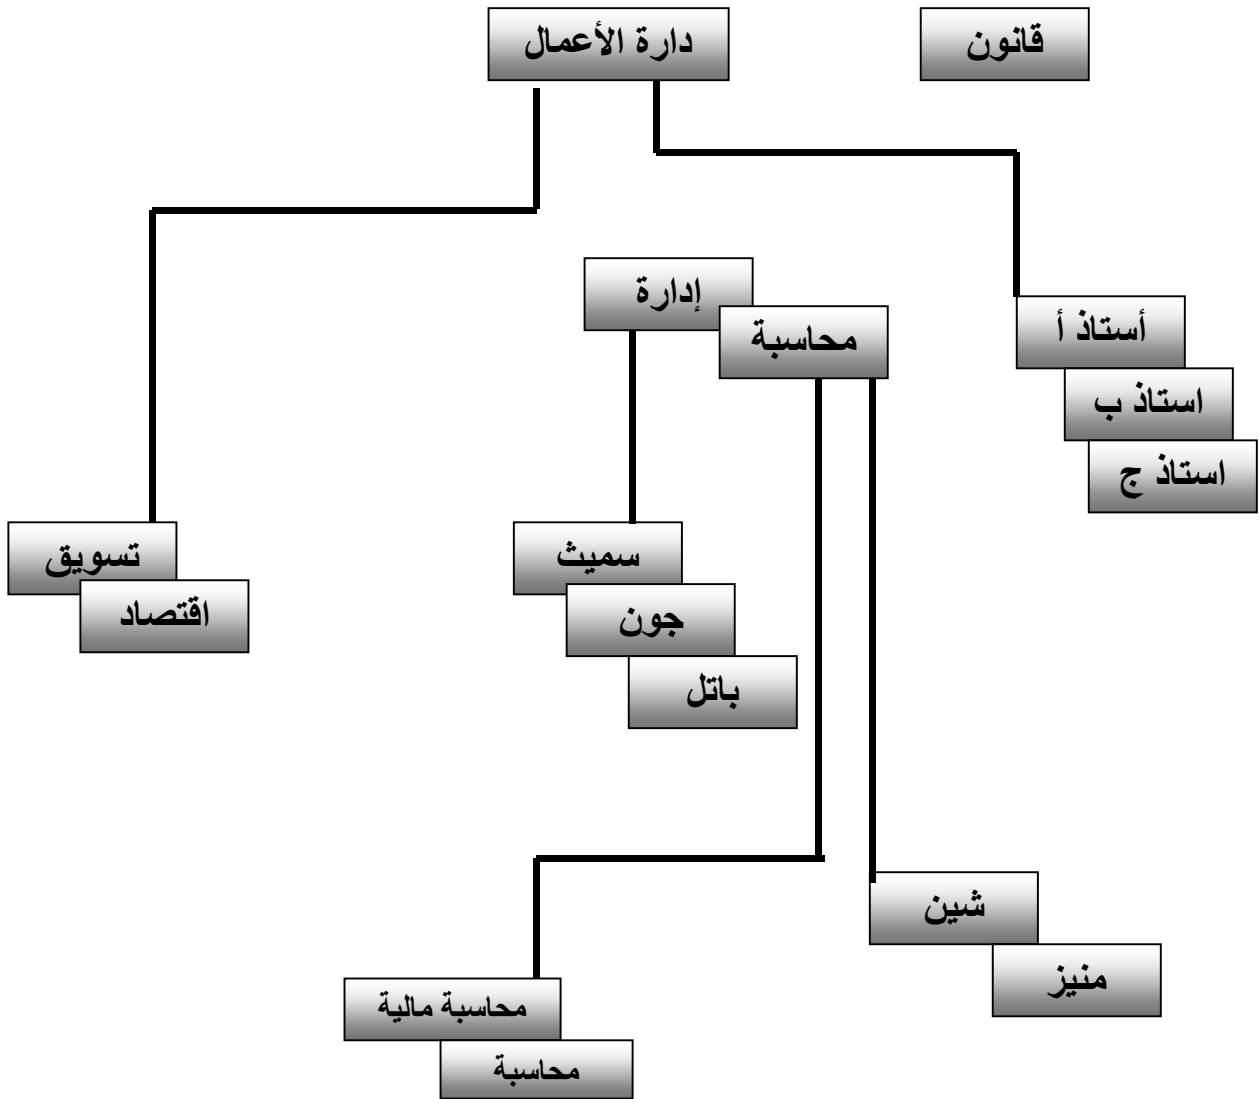 قانون
دارة الأعمال
إدارة
محاسبة
أستاذ أ
استاذ ب
استاذ ج
تسويق
اقتصاد
سميث
جون
باتل
شين
منيز
محاسبة مالية
محاسبة